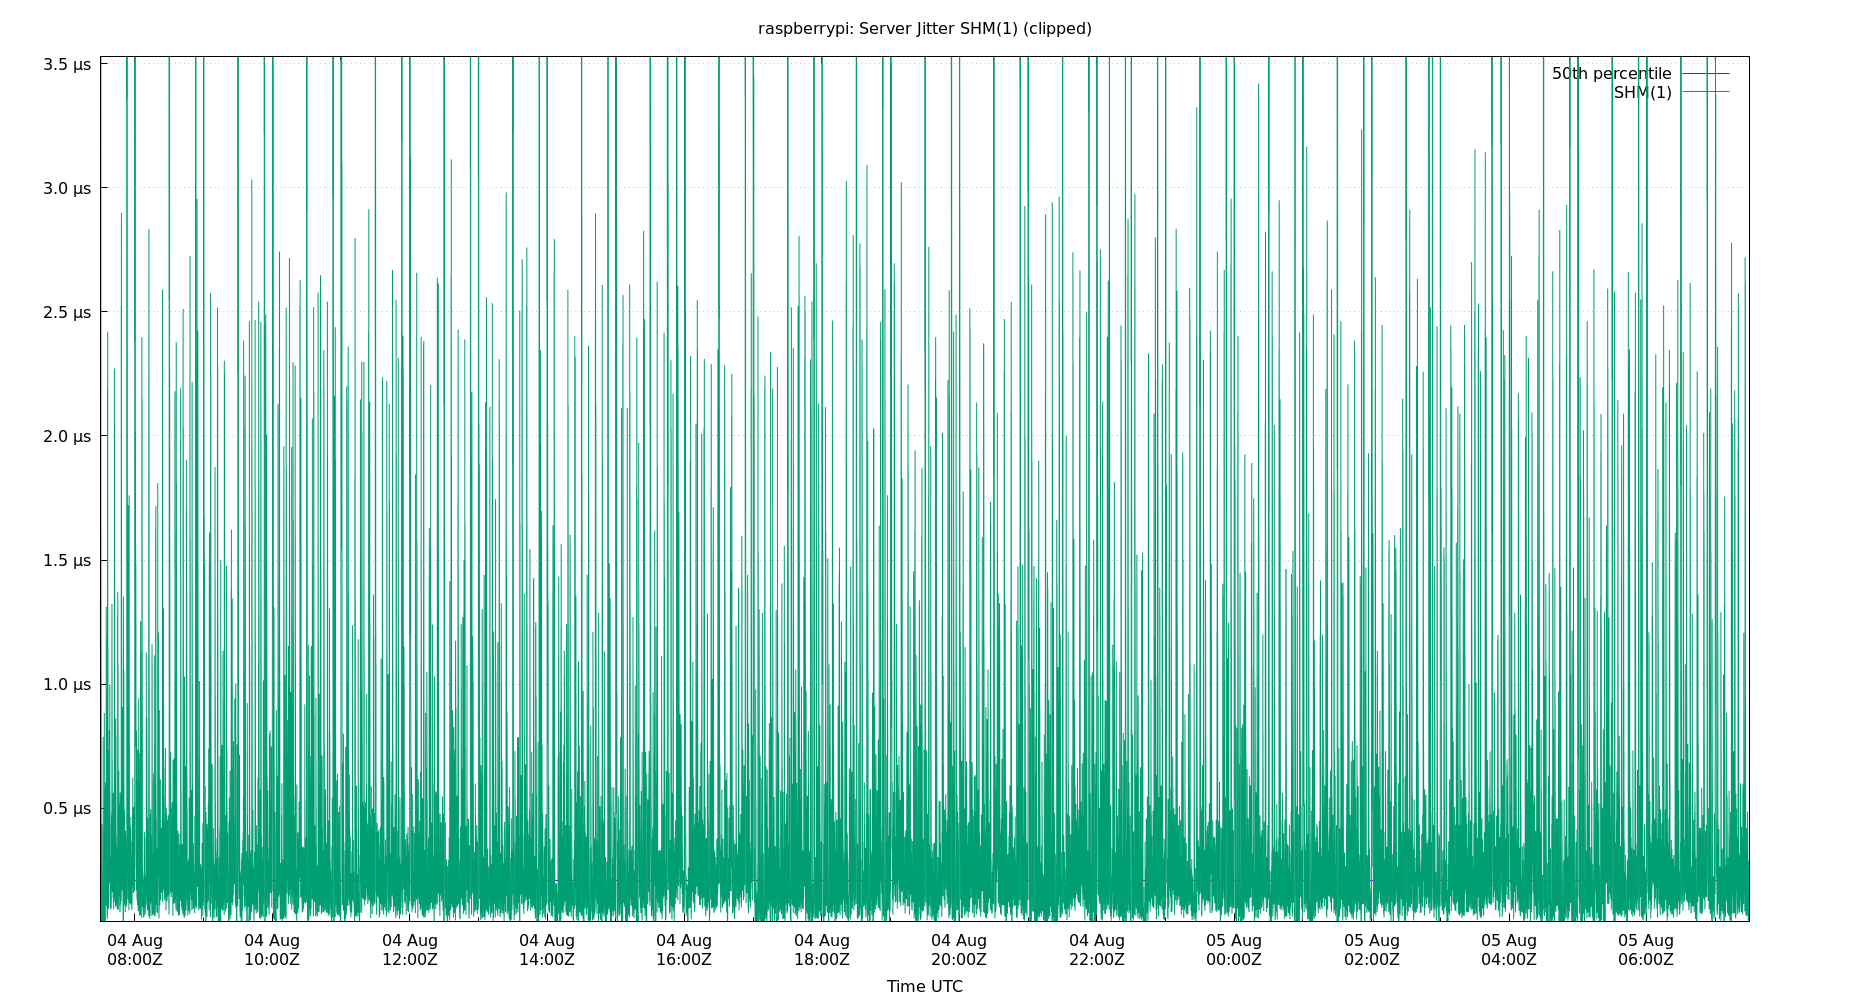 raspberrypi: Server Jitter SHM(1) (clipped)
3.5 µs
50th percentile
SHM(1)
3.0 µs
2.5 µs
2.0 µs
1.5 µs
1.0 µs
0.5 µs
04 Aug 04 Aug 04 Aug 04 Aug 04 Aug 04 Aug 04 Aug 04 Aug 05 Aug 05 Aug 05 Aug 05 Aug
08:00Z 10:00Z 12:00Z 14:00Z 16:00Z 18:00Z 20:00Z 22:00Z 00:00Z 02:00Z 04:00Z 06:00Z
Time UTC